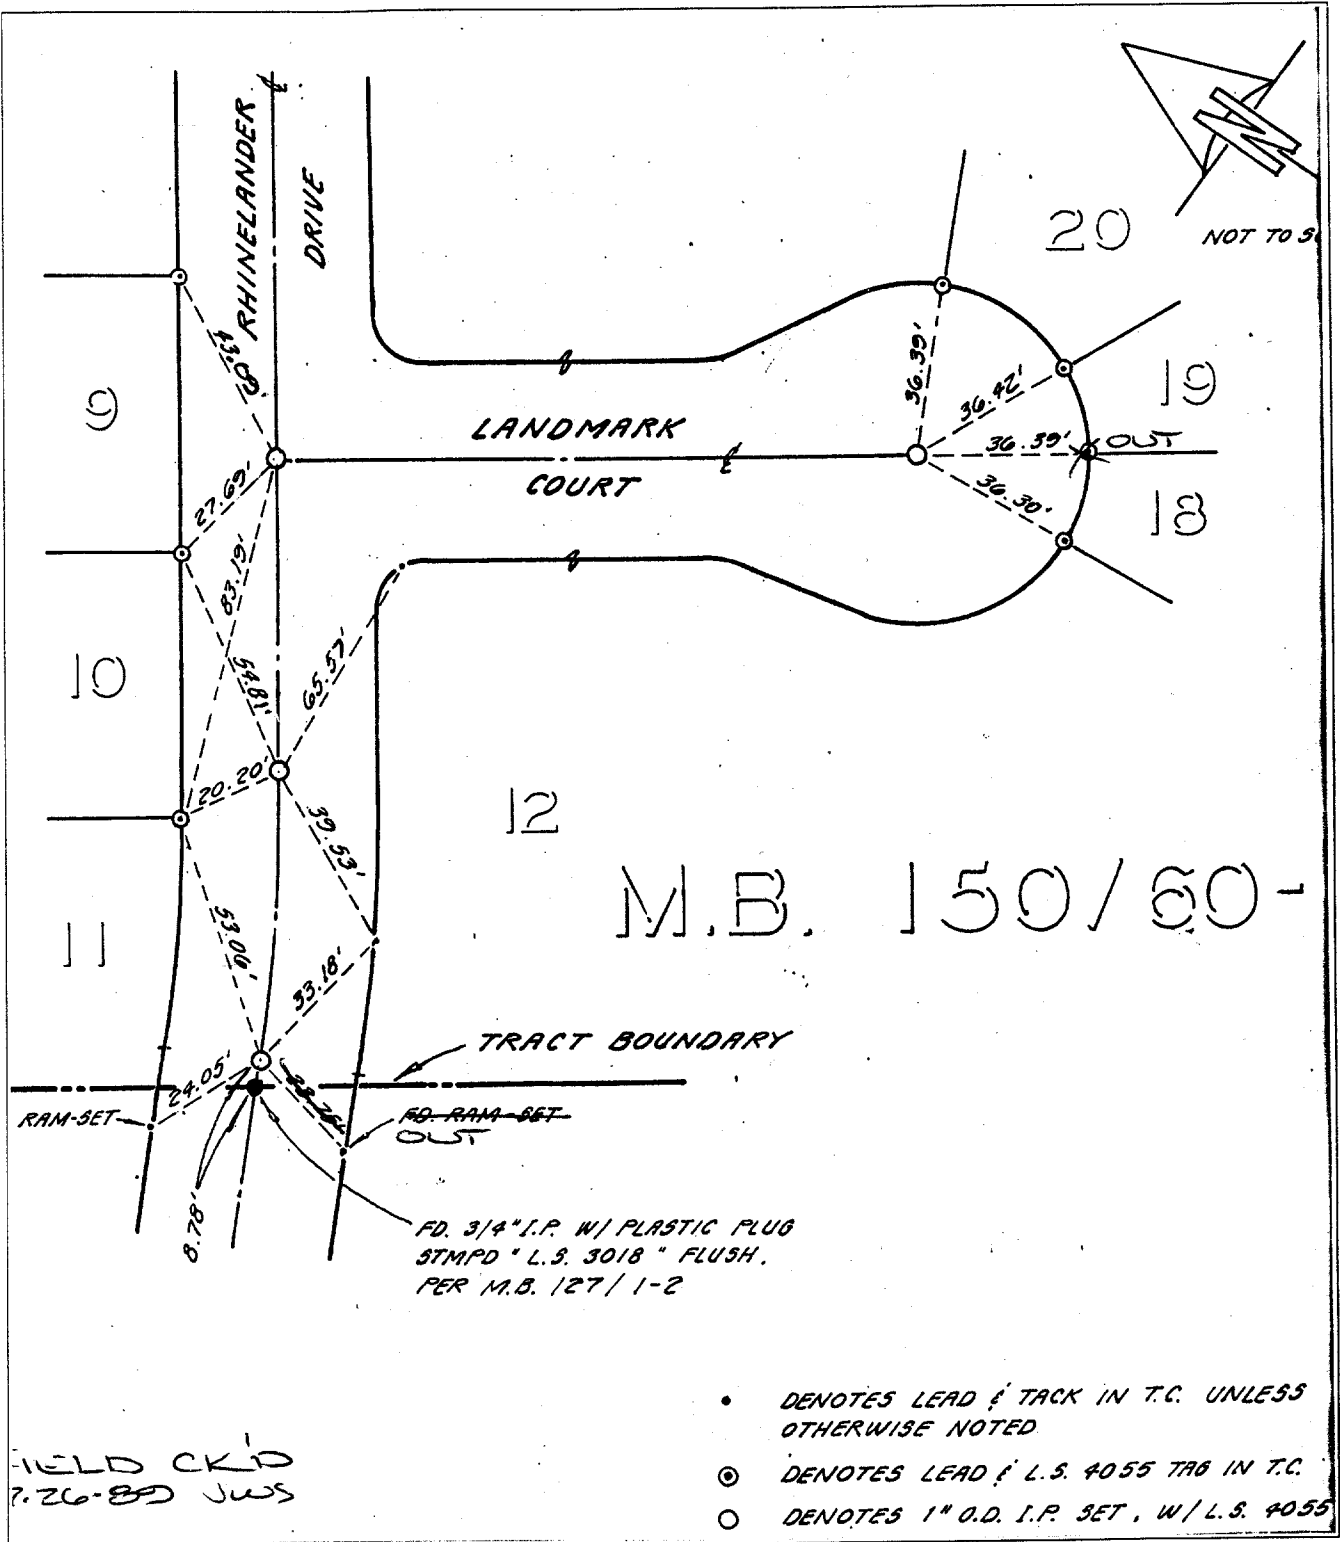 N
NOT TO
RHINELANDER
DRIVE
20
19
18
LANDMARK
COURT
36.39'
36.42'
36.39'
OUT
36.30'
9
27.69'
83.19'
10
54.81'
65.57'
20.20'
39.53'
12
M.B. 150/60-
11
53.06'
33.18'
TRACT BOUNDARY
24.05'
RAM-SET
FD. RAM-SET
OUT
8.78'
FD. 3/4" I.P. W/ PLASTIC PLUG
STMPD "L.S. 3018" FLUSH.
PER M.B. 127/1-2
• DENOTES LEAD & TACK IN T.C. UNLESS
OTHERWISE NOTED
DENOTES LEAD & L.S. 4055 TAG IN T.C.
DENOTES 1" O.D. I.P. SET, W/ L.S. 4055
FIELD CK'D
26-89 JWS